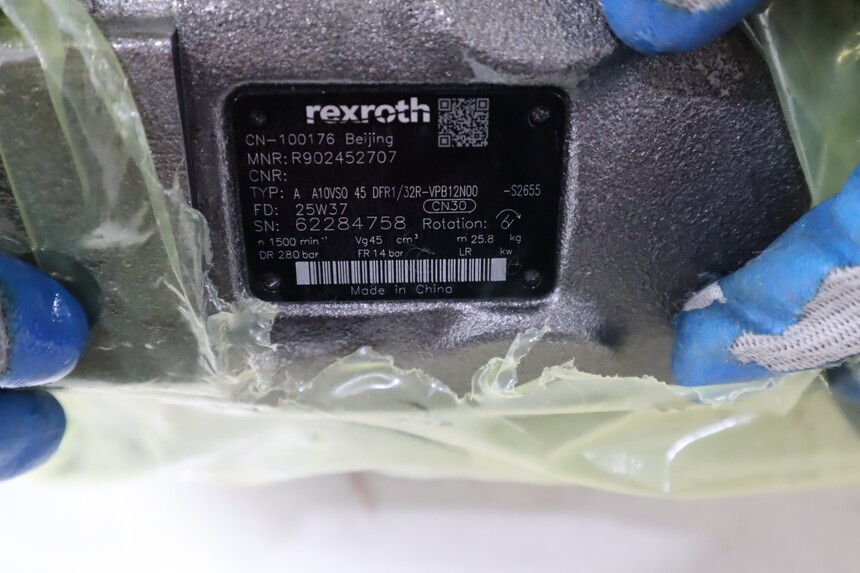 rexroth
CN-100176 Beijing
MNR: R902452707
CNR:
TYP: A A10VSO 45 DFR1/32R-VPB12N00 -S2655
FD: 25W37 CN30
SN: 62284758 Rotation:
n 1500 min⁻¹ Vg 45 cm³ m 25.8 kg
DR 280 bar FR 14 bar LR kw
Made in China